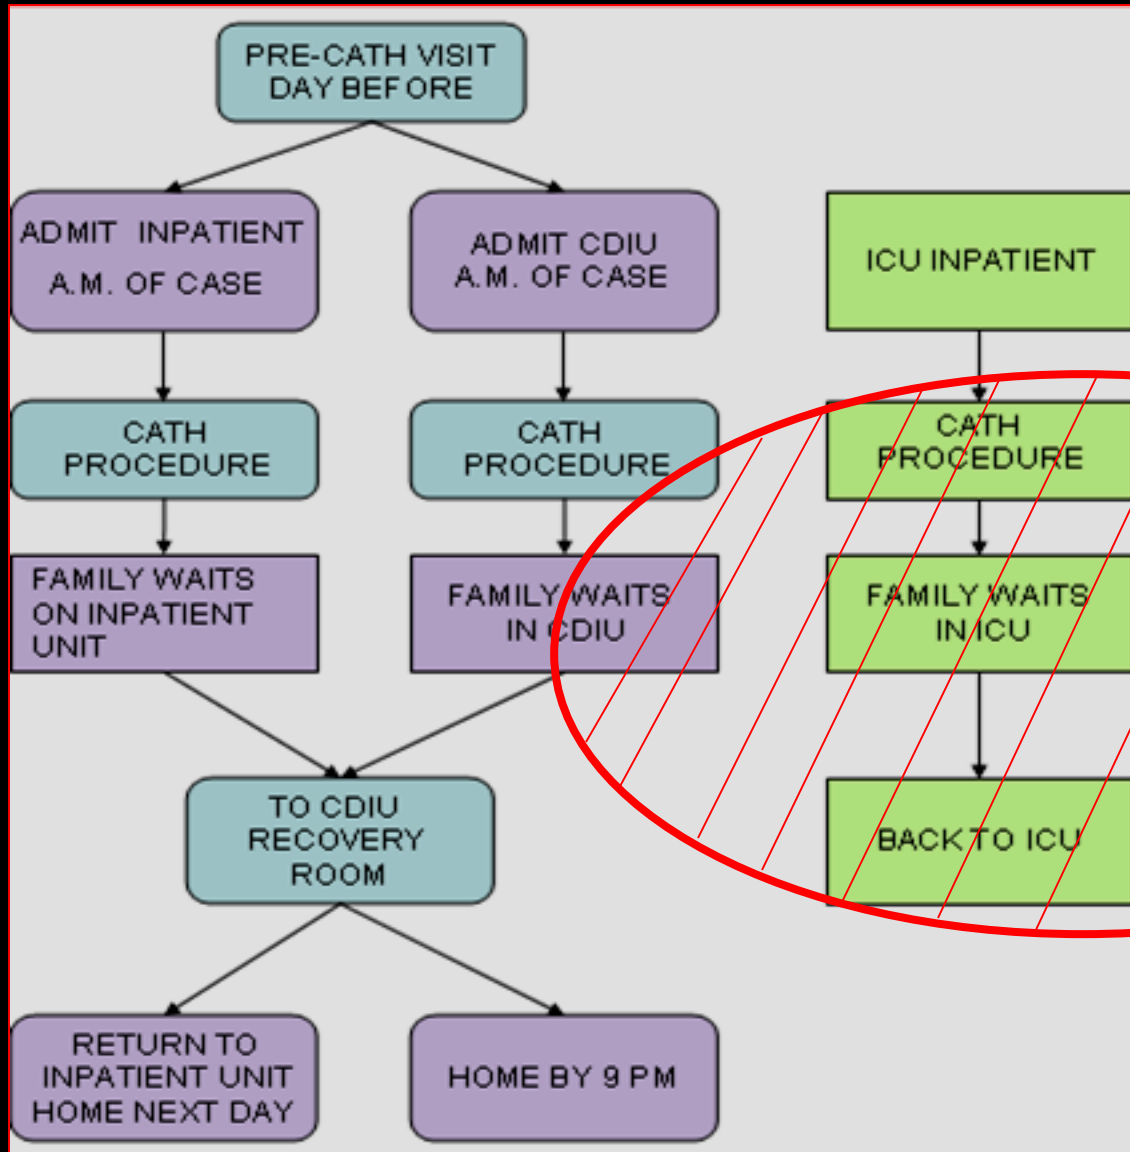 PRE-CATH VISIT
DAY BEFORE
ADMIT INPATIENT
A.M. OF CASE
ADMIT CDIU
A.M. OF CASE
ICU INPATIENT
CATH
PROCEDURE
CATH
PROCEDURE
CATH
PROCEDURE
FAMILY WAITS
ON INPATIENT
UNIT
FAMILY WAITS
IN CDIU
FAMILY WAITS
IN ICU
TO CDIU
RECOVERY
ROOM
BACK TO ICU
RETURN TO
INPATIENT UNIT
HOME NEXT DAY
HOME BY 9 PM